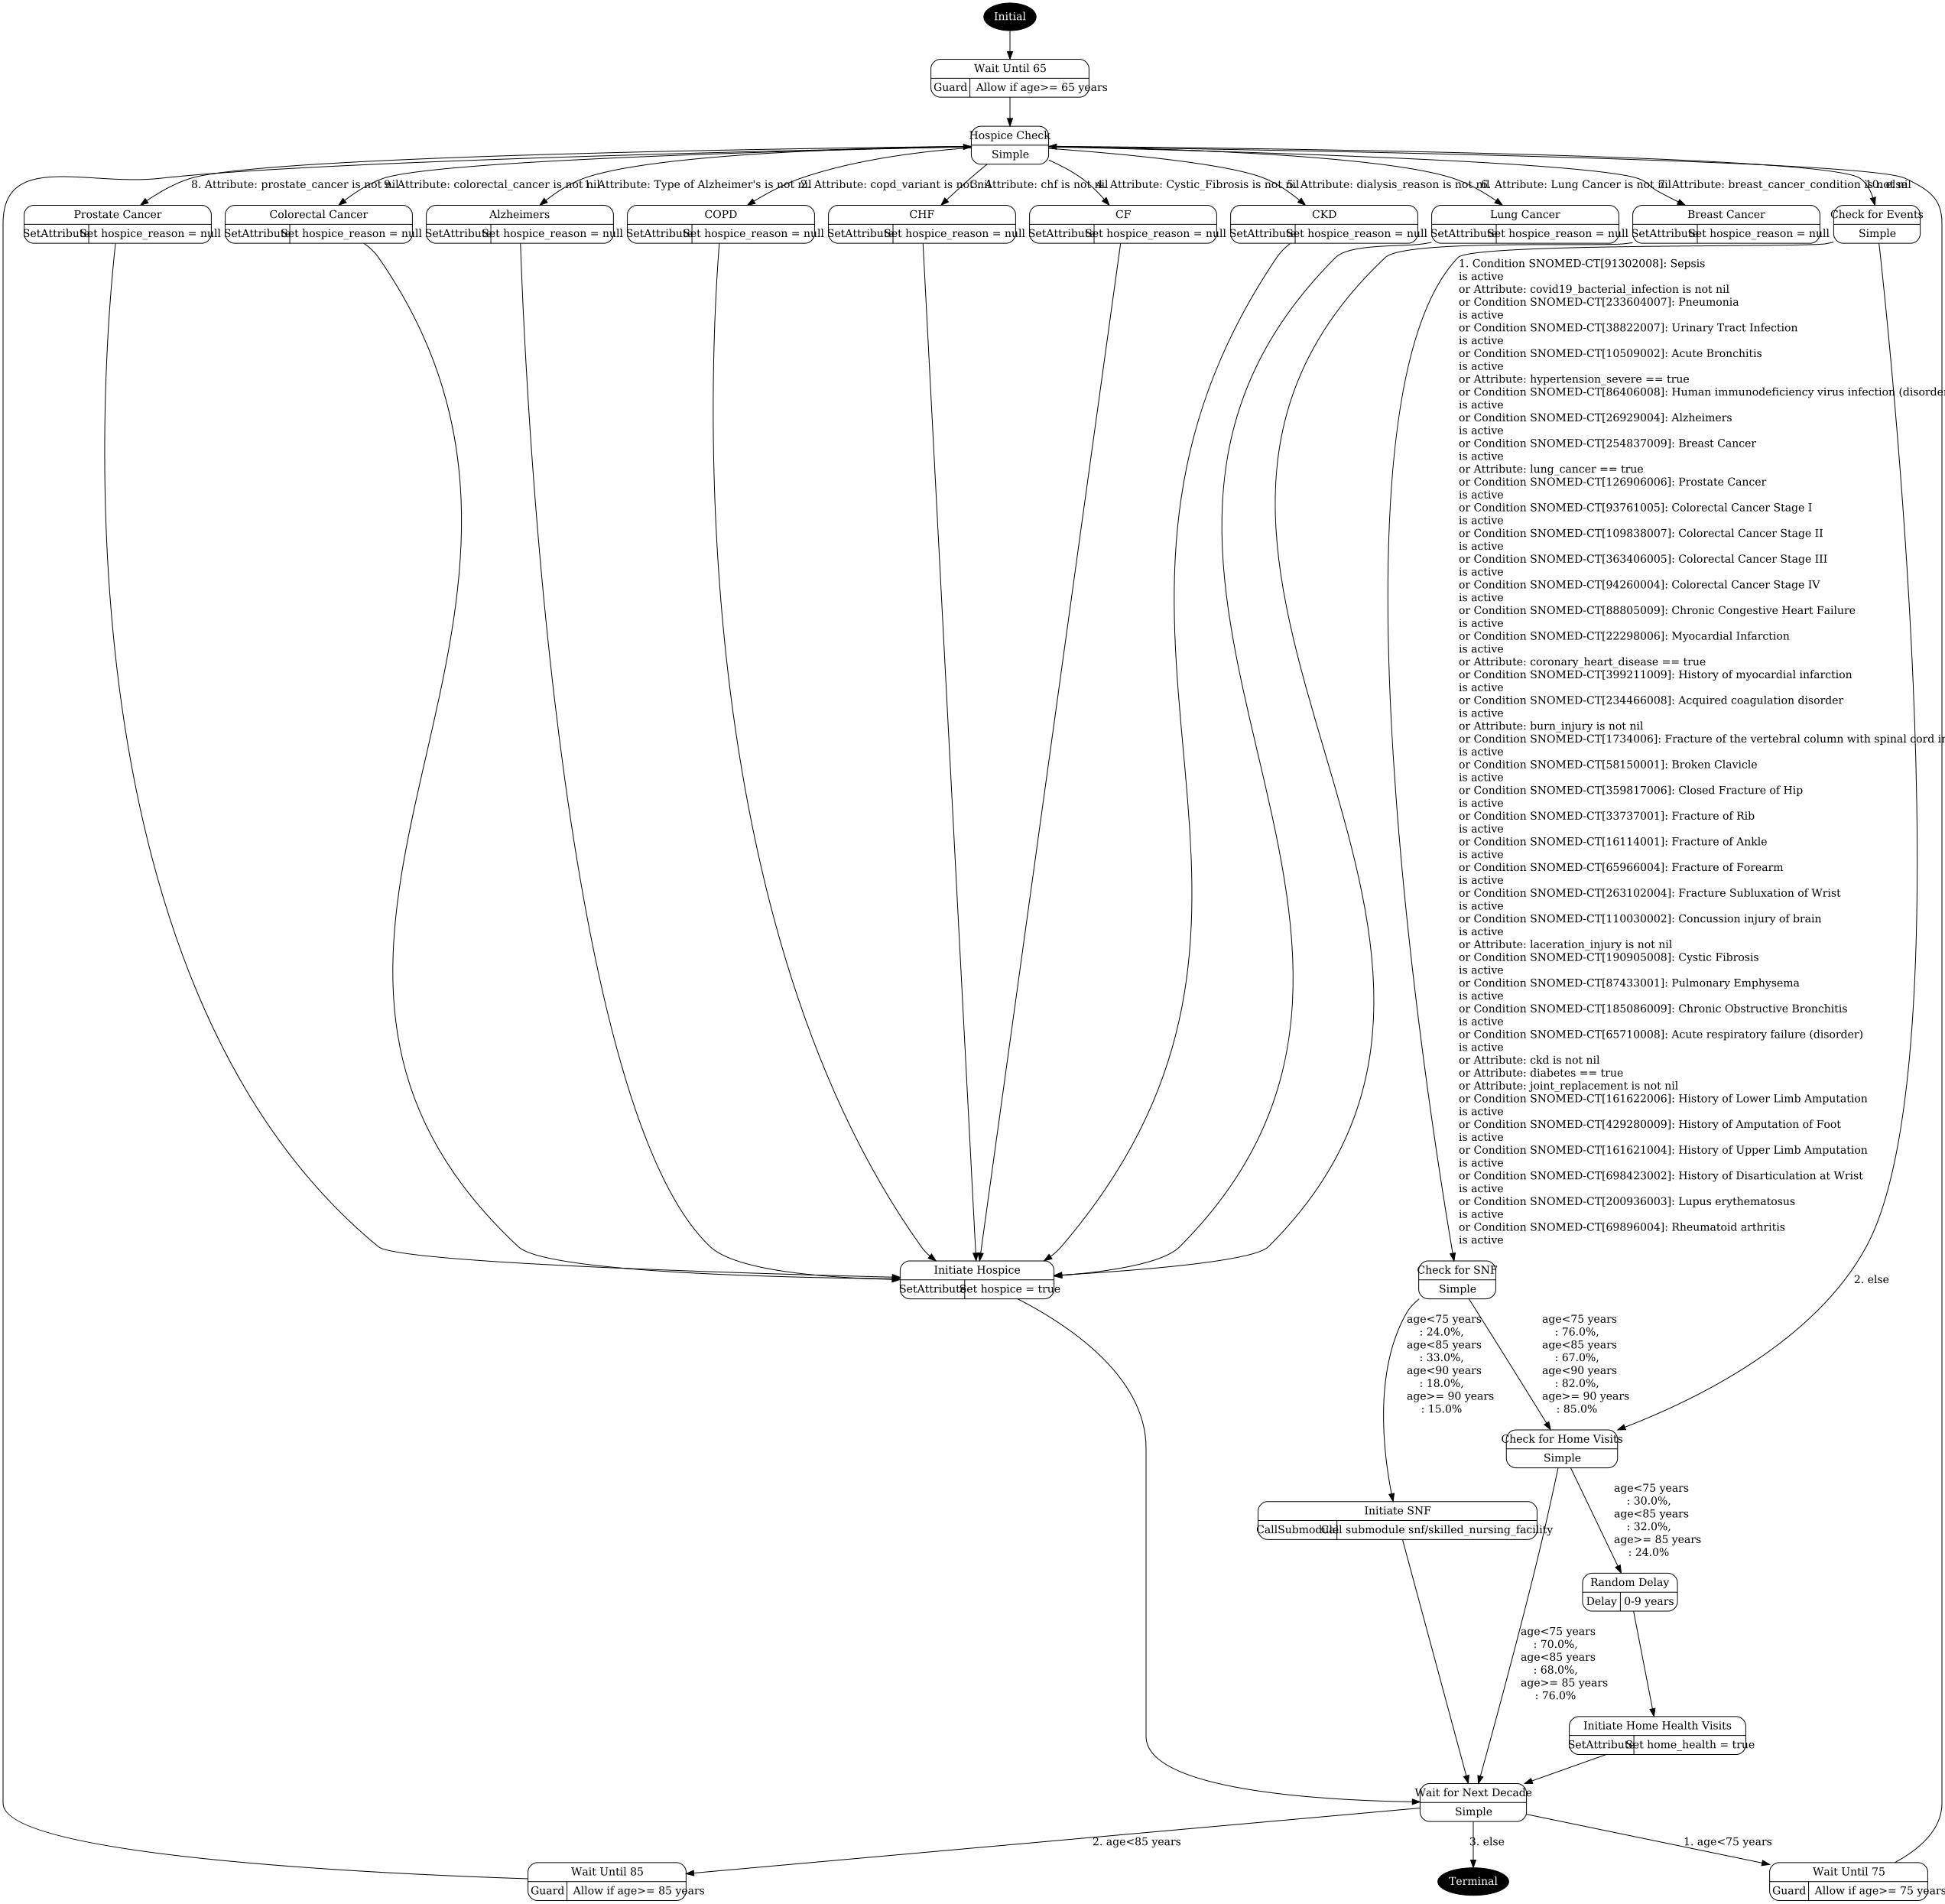 Initial
Wait Until 65
Guard Allow if age>= 65 years
Hospice Check
Simple
8. Attribute: prostate_cancer is not nil
9. Attribute: colorectal_cancer is not nil
1. Attribute: Type of Alzheimer's is not nil
2. Attribute: copd_variant is not nil
3. Attribute: chf is not nil
4. Attribute: Cystic_Fibrosis is not nil
5. Attribute: dialysis_reason is not nil
6. Attribute: Lung Cancer is not nil
7. Attribute: breast_cancer_condition is not nil
10. else
Prostate Cancer
SetAttribute Set hospice_reason = null
Colorectal Cancer
SetAttribute Set hospice_reason = null
Alzheimers
SetAttribute Set hospice_reason = null
COPD
SetAttribute Set hospice_reason = null
CHF
SetAttribute Set hospice_reason = null
CF
SetAttribute Set hospice_reason = null
CKD
SetAttribute Set hospice_reason = null
Lung Cancer
SetAttribute Set hospice_reason = null
Breast Cancer
SetAttribute Set hospice_reason = null
Check for Events
Simple
1. Condition SNOMED-CT[91302008]: Sepsis
is active
or Attribute: covid19_bacterial_infection is not nil
or Condition SNOMED-CT[233604007]: Pneumonia
is active
or Condition SNOMED-CT[38822007]: Urinary Tract Infection
is active
or Condition SNOMED-CT[10509002]: Acute Bronchitis
is active
or Attribute: hypertension_severe == true
or Condition SNOMED-CT[86406008]: Human immunodeficiency virus infection (disorder
is active
or Condition SNOMED-CT[26929004]: Alzheimers
is active
or Condition SNOMED-CT[254837009]: Breast Cancer
is active
or Attribute: lung_cancer == true
or Condition SNOMED-CT[126906006]: Prostate Cancer
is active
or Condition SNOMED-CT[93761005]: Colorectal Cancer Stage I
is active
or Condition SNOMED-CT[109838007]: Colorectal Cancer Stage II
is active
or Condition SNOMED-CT[363406005]: Colorectal Cancer Stage III
is active
or Condition SNOMED-CT[94260004]: Colorectal Cancer Stage IV
is active
or Condition SNOMED-CT[88805009]: Chronic Congestive Heart Failure
is active
or Condition SNOMED-CT[22298006]: Myocardial Infarction
is active
or Attribute: coronary_heart_disease == true
or Condition SNOMED-CT[399211009]: History of myocardial infarction
is active
or Condition SNOMED-CT[234466008]: Acquired coagulation disorder
is active
or Attribute: burn_injury is not nil
or Condition SNOMED-CT[1734006]: Fracture of the vertebral column with spinal cord
is active
or Condition SNOMED-CT[58150001]: Broken Clavicle
is active
or Condition SNOMED-CT[359817006]: Closed Fracture of Hip
is active
or Condition SNOMED-CT[33737001]: Fracture of Rib
is active
or Condition SNOMED-CT[16114001]: Fracture of Ankle
is active
or Condition SNOMED-CT[65966004]: Fracture of Forearm
is active
or Condition SNOMED-CT[263102004]: Fracture Subluxation of Wrist
is active
or Condition SNOMED-CT[110030002]: Concussion injury of brain
is active
or Attribute: laceration_injury is not nil
or Condition SNOMED-CT[190905008]: Cystic Fibrosis
is active
or Condition SNOMED-CT[87433001]: Pulmonary Emphysema
is active
or Condition SNOMED-CT[185086009]: Chronic Obstructive Bronchitis
is active
or Condition SNOMED-CT[65710008]: Acute respiratory failure (disorder)
is active
or Attribute: ckd is not nil
or Attribute: diabetes == true
or Attribute: joint_replacement is not nil
or Condition SNOMED-CT[161622006]: History of Lower Limb Amputation
is active
or Condition SNOMED-CT[429280009]: History of Amputation of Foot
is active
or Condition SNOMED-CT[161621004]: History of Upper Limb Amputation
is active
or Condition SNOMED-CT[698423002]: History of Disarticulation at Wrist
is active
or Condition SNOMED-CT[200936003]: Lupus erythematosus
is active
or Condition SNOMED-CT[69896004]: Rheumatoid arthritis
is active
Initiate Hospice
SetAttribute Set hospice = true
Check for SNF
Simple
2. else
age<75 years
: 24.0%,
age<85 years
: 33.0%,
age<90 years
: 18.0%,
age>= 90 years
: 15.0%
age<75 years
: 76.0%,
age<85 years
: 67.0%,
age<90 years
: 82.0%,
age>= 90 years
: 85.0%
Check for Home Visits
Simple
Initiate SNF
CallSubmodule Call submodule snf/skilled_nursing_facility
age<75 years
: 30.0%,
age<85 years
: 32.0%,
age>= 85 years
: 24.0%
Random Delay
Delay 0-9 years
age<75 years
: 70.0%,
age<85 years
: 68.0%,
age>= 85 years
: 76.0%
Initiate Home Health Visits
SetAttribute Set home_health = true
Wait for Next Decade
Simple
2. age<85 years
3. else
1. age<75 years
Wait Until 85
Guard Allow if age>= 85 years
Terminal
Wait Until 75
Guard Allow if age>= 75 years